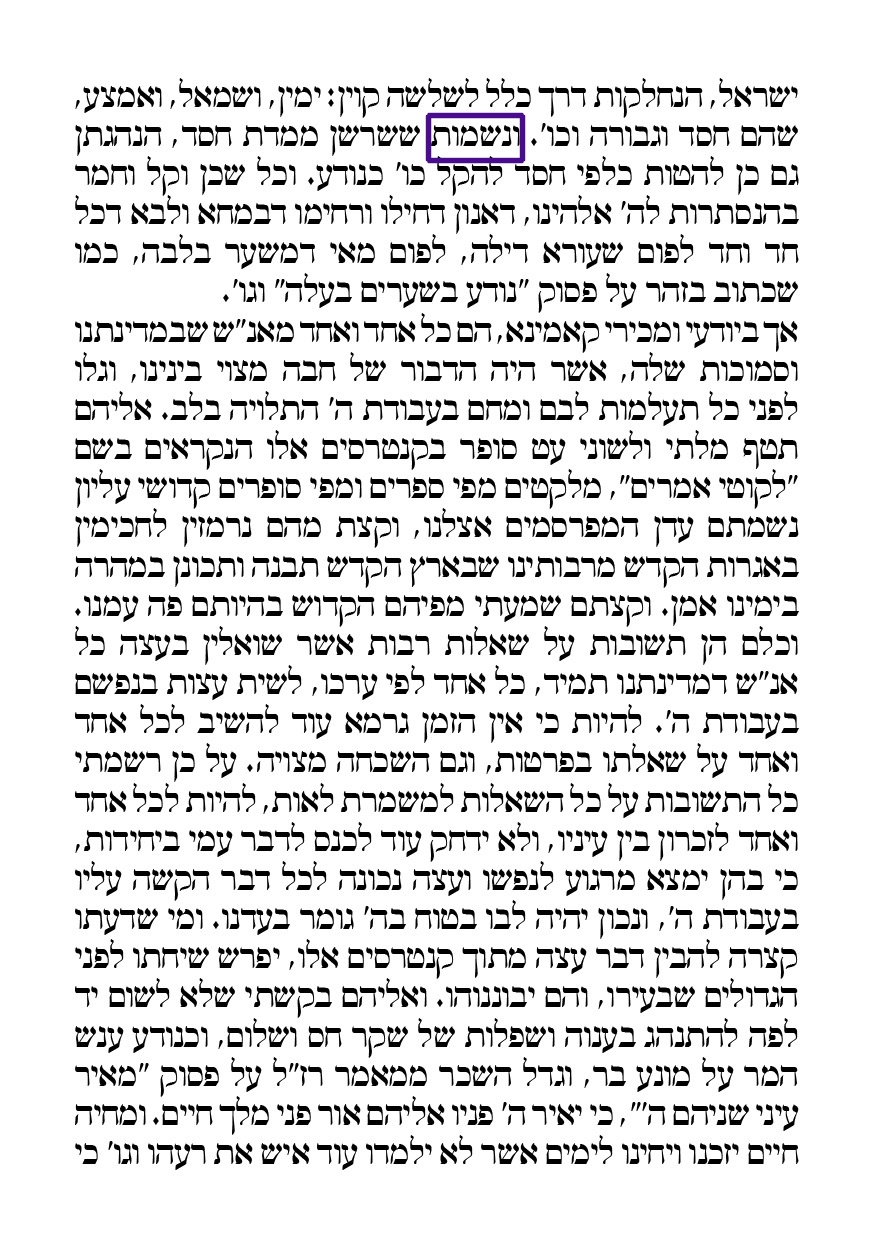 ישראל, הנחלקות דרך כלל לשלשה קוין: ימין, ושמאל, ואמצע,
שהם חסד וגבורה וכו'. ונשמות ששרשן ממדת חסד, הנהגתן
גם כן להטות כלפי חסד להקל כו' כנודע. וכל שכן וקל וחמר
בהנסתרות לה' אלהינו, דאנון דחילו ורחימו דבמחא ולבא דכל
חד וחד לפום שעורא דילה, לפום מאי דמשער בלבה, כמו
שכתוב בזהר על פסוק "נודע בשערים בעלה" וגו'.
אך ביודעי ומכירי קאמינא, הם כל אחד ואחד מאנ"ש שבמדינתנו
וסמוכות שלה, אשר היה הדבור של חבה מצוי בינינו, וגלו
לפני כל תעלמות לבם ומחם בעבודת ה' התלויה בלב. אליהם
תטף מלתי ולשוני עט סופר בקנטרסים אלו הנקראים בשם
"לקוטי אמרים", מלקטים מפי ספרים ומפי סופרים קדושי עליון
נשמתם עדן המפרסמים אצלנו, וקצת מהם נרמזין לחכימין
באגרות הקדש מרבותינו שבארץ הקדש תבנה ותכונן במהרה
בימינו אמן. וקצתם שמעתי מפיהם הקדוש בהיותם פה עמנו.
וכלם הן תשובות על שאלות רבות אשר שואלין בעצה כל
אנ"ש דמדינתנו תמיד, כל אחד לפי ערכו, לשית עצות בנפשם
בעבודת ה'. להיות כי אין הזמן גרמא עוד להשיב לכל אחד
ואחד על שאלתו בפרטות, וגם השכחה מצויה. על כן רשמתי
כל התשובות על כל השאלות למשמרת לאות, להיות לכל אחד
ואחד לזכרון בין עיניו, ולא ידחק עוד לכנס לדבר עמי ביחידות,
כי בהן ימצא מרגוע לנפשו ועצה נכונה לכל דבר הקשה עליו
בעבודת ה', ונכון יהיה לבו בטוח בה' גומר בעדנו. ומי שדעתו
קצרה להבין דבר עצה מתוך קנטרסים אלו, יפרש שיחתו לפני
הגדולים שבעירו, והם יבוננוהו. ואליהם בקשתי שלא לשום יד
לפה להתנהג בענוה ושפלות של שקר חס ושלום, וכנודע ענש
המר על מונע בר, וגדל השכר ממאמר רז"ל על פסוק "מאיר
עיני שניהם ה'", כי יאיר ה' פניו אליהם אור פני מלך חיים. ומחיה
חיים יזכנו ויחינו לימים אשר לא ילמדו עוד איש את רעהו וגו' כי